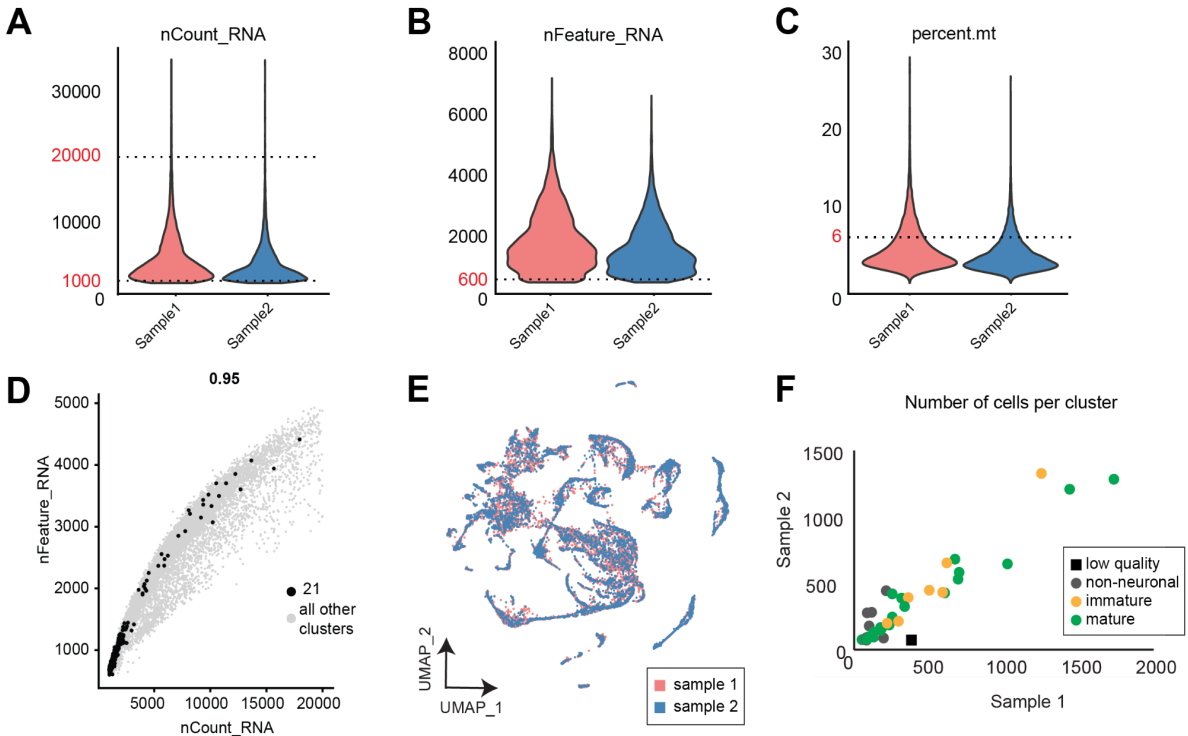 A
nCount_RNA
30000
20000
10000
1000
0
Sample1
Sample2
B
nFeature_RNA
8000
6000
4000
2000
600
0
Sample1
Sample2
C
percent.mt
30
20
10
6
0
Sample1
Sample2
D
0.95
nFeature_RNA
5000
4000
3000
2000
1000
21
all other
clusters
5000
10000
15000
20000
nCount_RNA
E
UMAP_2
UMAP_1
sample 1
sample 2
F
Number of cells per cluster
Sample 2
1500
1000
500
0
low quality
non-neuronal
immature
mature
0
500
1000
1500
2000
Sample 1